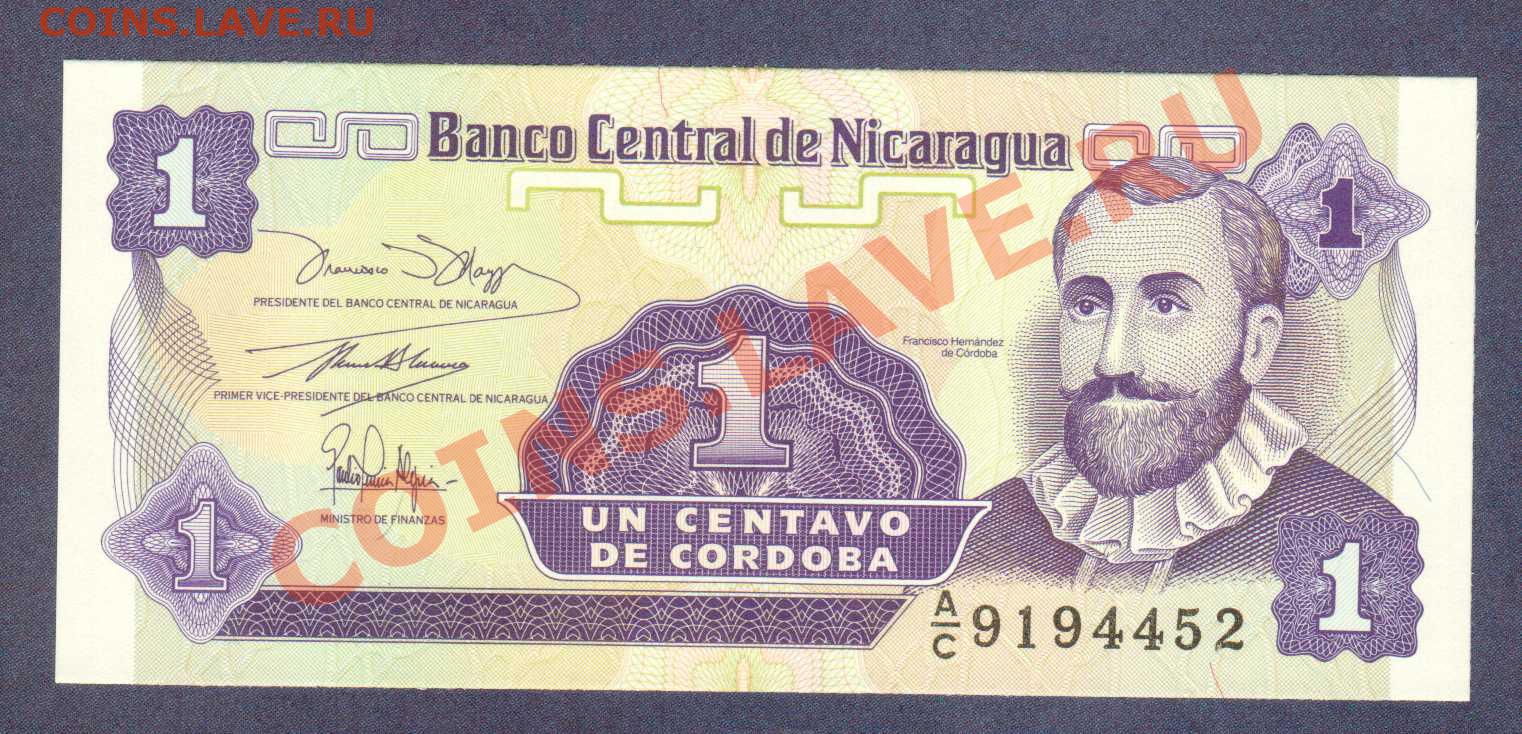 COINS.LAVE.RU
1
Banco Central de Nicaragua
1
PRESIDENTE DEL BANCO CENTRAL DE NICARAGUA
PRIMER VICE-PRESIDENTE DEL BANCO CENTRAL DE NICARAGUA
MINISTRO DE FINANZAS
Francisco Hernández
de Córdoba
1
UN CENTAVO
DE CORDOBA
1
A/C 9194452
1
COINS.LAVE.RU